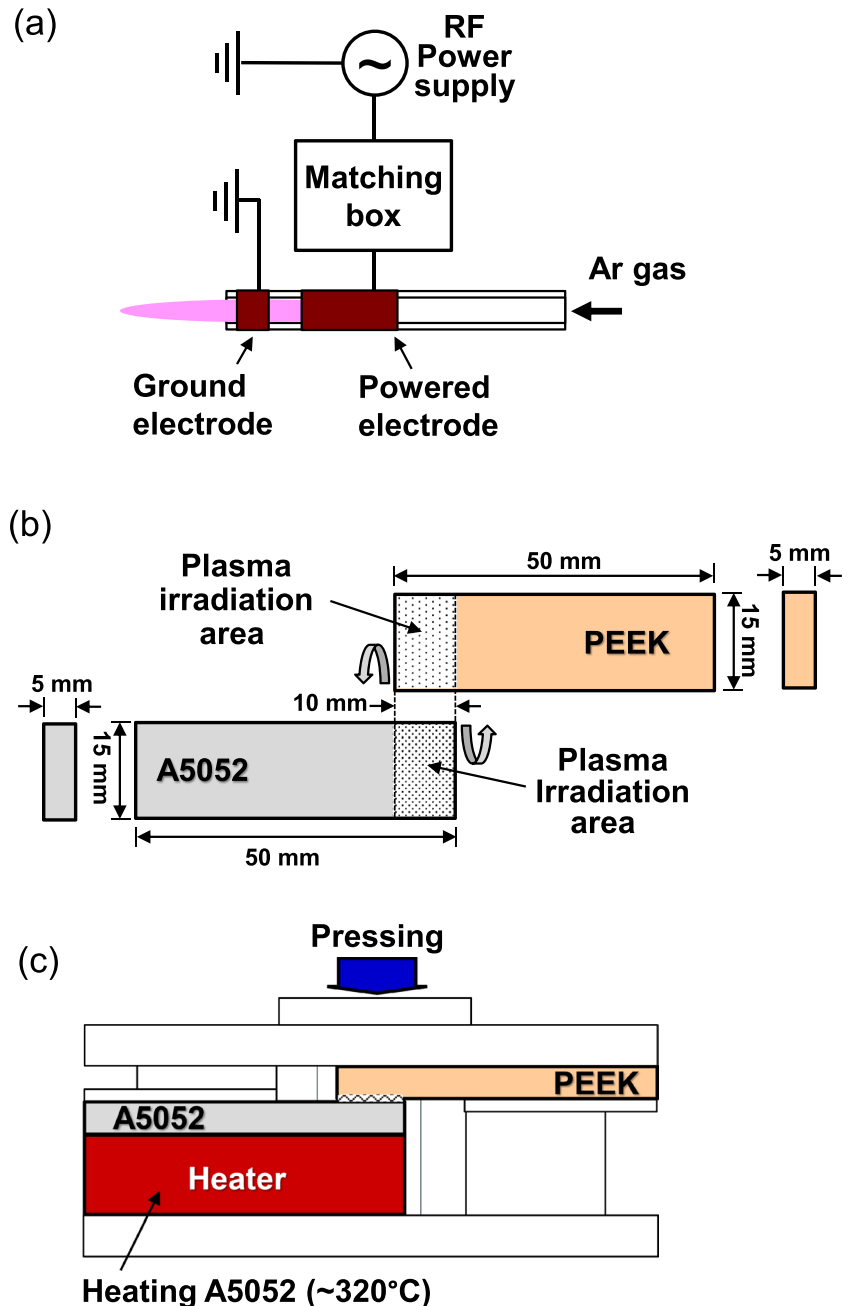 (a)
RF
Power
supply
~
Matching
box
Ar gas
Ground
electrode
Powered
electrode
(b)
Plasma
irradiation
area
50 mm
5 mm
PEEK
15 mm
5 mm
10 mm
15 mm
A5052
Plasma
Irradiation
area
50 mm
(c)
Pressing
PEEK
A5052
Heater
Heating A5052 (~320°C)